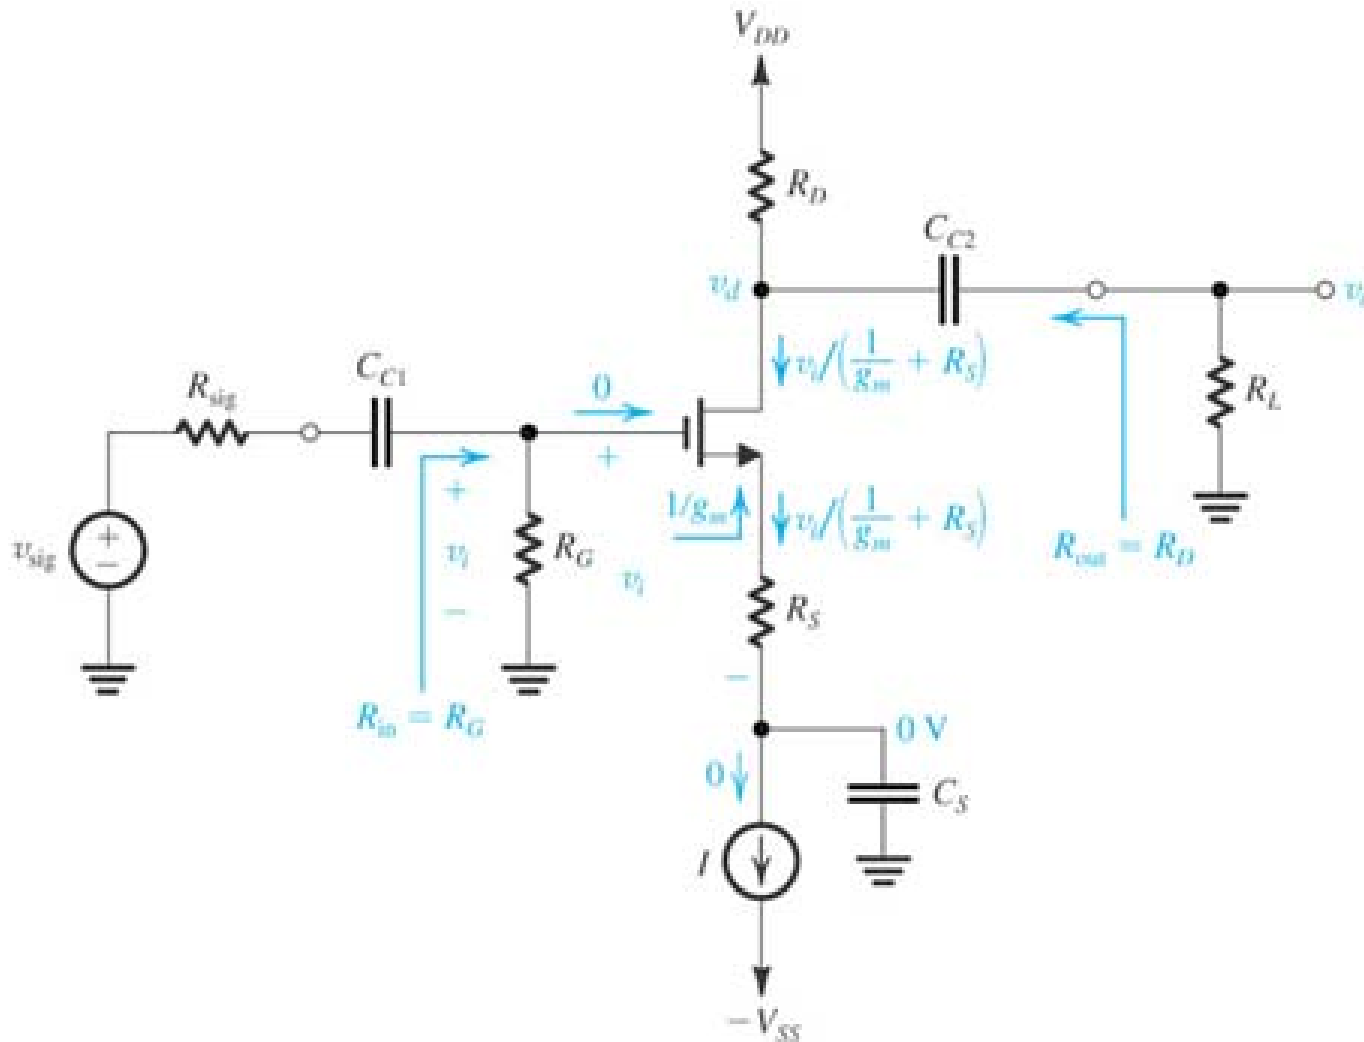 V_DD
R_D
C_C2
v_d
v_i/(1/g_m + R_S)
R_L
R_sig
C_C1
0
+
+
−
v_i
1/g_m
v_i/(1/g_m + R_S)
R_out = R_D
v_sig
+
−
R_G
v_i
R_S
−
R_in = R_G
0 V
0
C_S
I
−V_SS